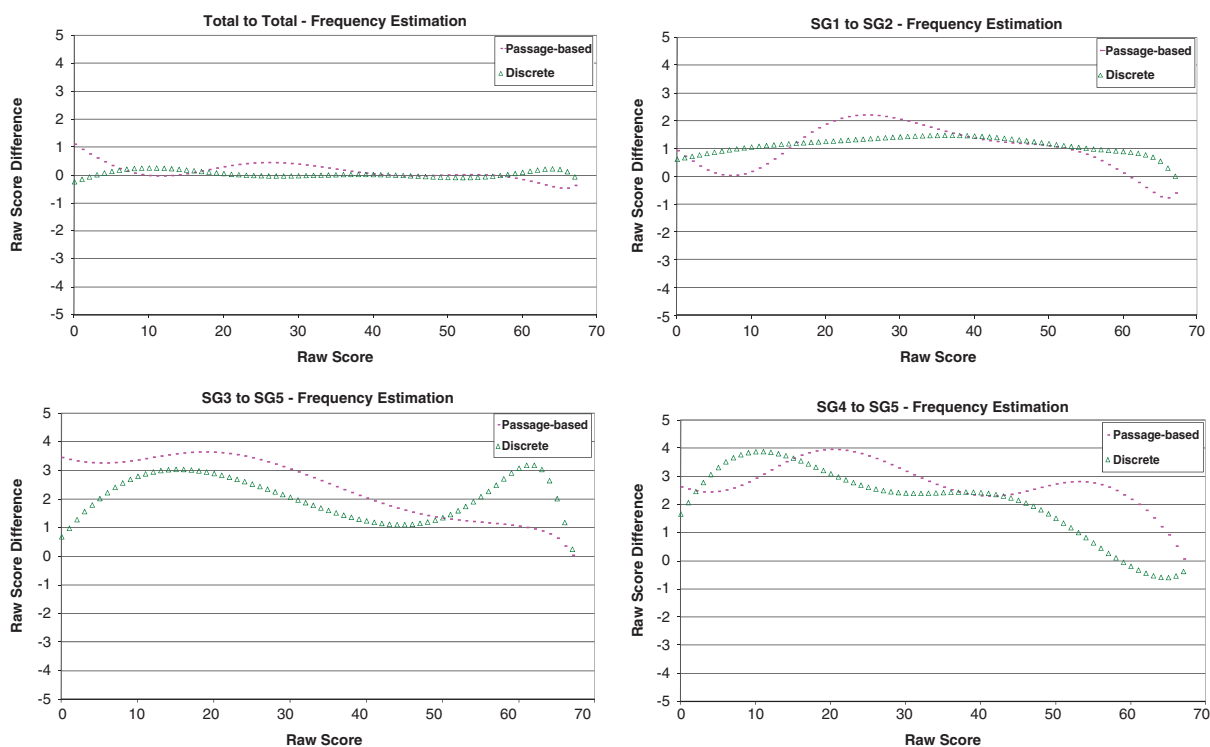 Total to Total - Frequency Estimation
5
4
3
2
1
0
-1
-2
-3
-4
-5
0 10 20 30 40 50 60 70
Raw Score
Raw Score Difference
Passage-based
Discrete
SG1 to SG2 - Frequency Estimation
5
4
3
2
1
0
-1
-2
-3
-4
-5
0 10 20 30 40 50 60 70
Raw Score
Raw Score Difference
Passage-based
Discrete
SG3 to SG5 - Frequency Estimation
5
4
3
2
1
0
-1
-2
-3
-4
-5
0 10 20 30 40 50 60 70
Raw Score
Raw Score Difference
Passage-based
Discrete
SG4 to SG5 - Frequency Estimation
5
4
3
2
1
0
-1
-2
-3
-4
-5
0 10 20 30 40 50 60 70
Raw Score
Raw Score Difference
Passage-based
Discrete